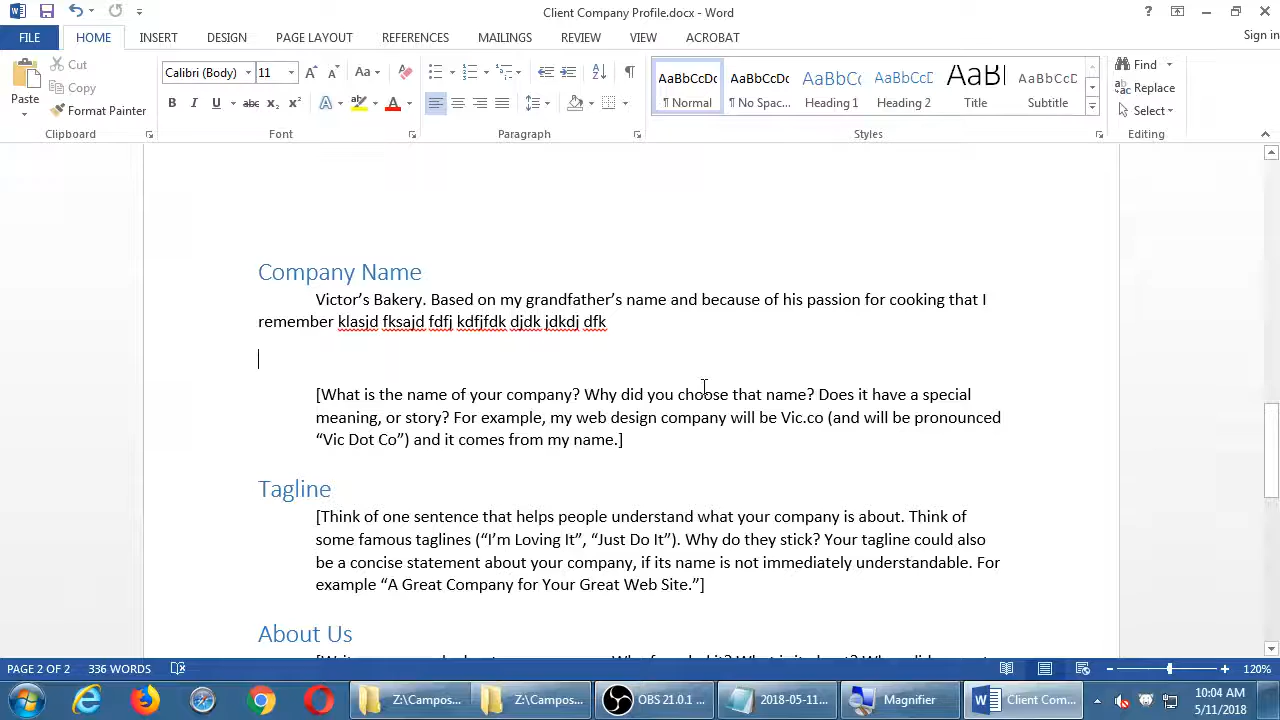 Client Company Profile.docx - Word
Sign in
FILE HOME INSERT DESIGN PAGE LAYOUT REFERENCES MAILINGS REVIEW VIEW ACROBAT
Paste
Cut
Copy
Format Painter
Clipboard
Calibri (Body) 11
Font
Paragraph
AaBbCcDc
¶ Normal
AaBbCcDc
¶ No Spac...
AaBbCc
Heading 1
AaBbCcD
Heading 2
AaB
Title
AaBbCcD
Subtitle
Styles
Find
Replace
Select
Editing
Company Name
Victor’s Bakery. Based on my grandfather’s name and because of his passion for cooking that I
remember klasjd fksajd fdfj kdfjfdk djdk jdkdj dfk
[What is the name of your company? Why did you choose that name? Does it have a special
meaning, or story? For example, my web design company will be Vic.co (and will be pronounced
“Vic Dot Co”) and it comes from my name.]
Tagline
[Think of one sentence that helps people understand what your company is about. Think of
some famous taglines (“I’m Loving It”, “Just Do It”). Why do they stick? Your tagline could also
be a concise statement about your company, if its name is not immediately understandable. For
example “A Great Company for Your Great Web Site.”]
About Us
PAGE 2 OF 2 336 WORDS 120%
Z:\Campos... Z:\Campos... OBS 21.0.1 ... 2018-05-11... Magnifier Client Com...
10:04 AM
5/11/2018